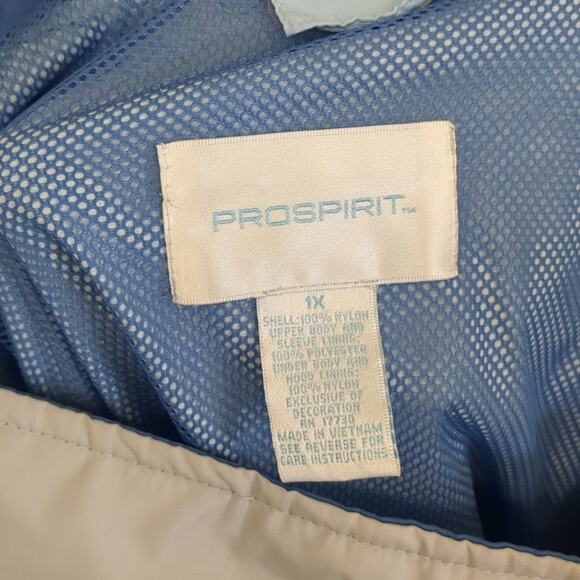 PROSPIRIT™
1X
SHELL:100% NYLON
UPPER BODY AND
SLEEVE LINING:
100% POLYESTER
UNDER BODY AND
HOOD LINING:
100% NYLON
EXCLUSIVE OF
DECORATION
RN 17730
MADE IN VIETNAM
SEE REVERSE FOR
CARE INSTRUCTIONS